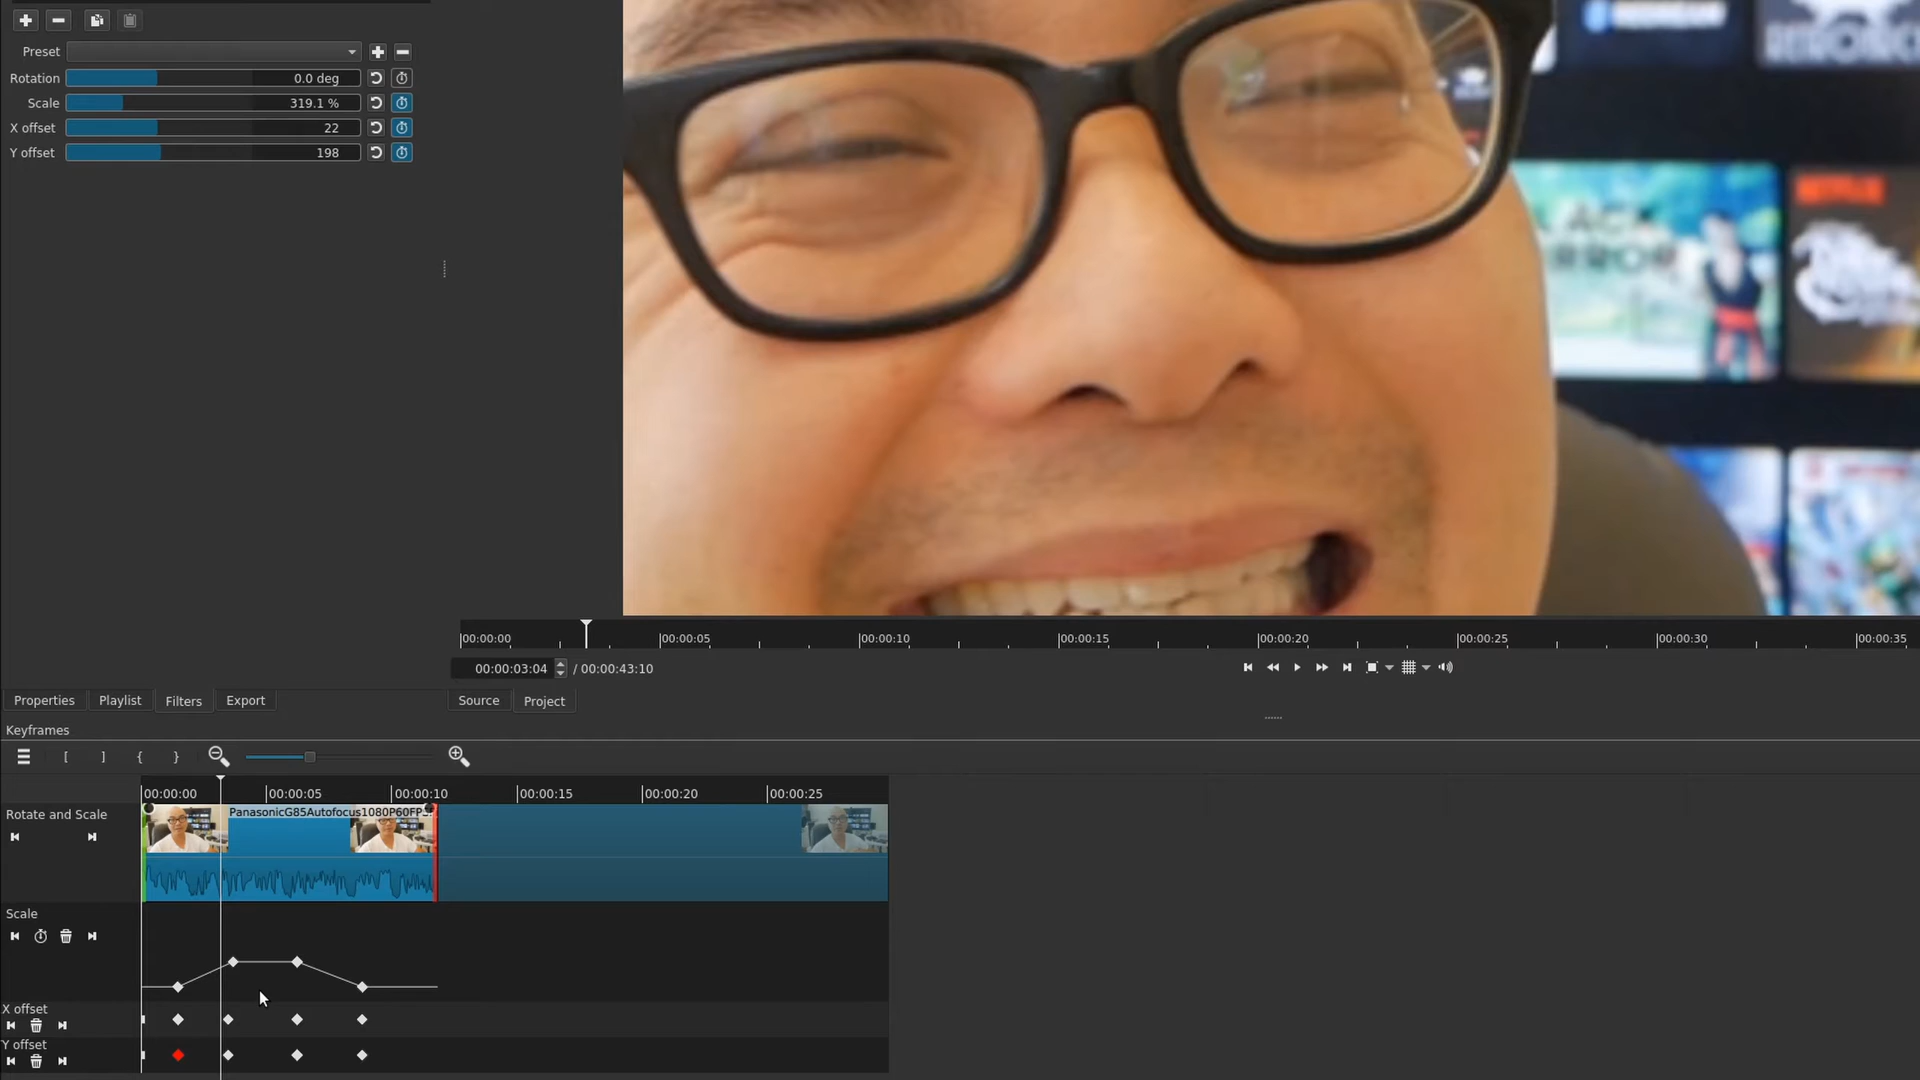 Preset
Rotation 0.0 deg
Scale 319.1 %
X offset 22
Y offset 198
NETFLIX
00:00:00 00:00:05 00:00:10 00:00:15 00:00:20 00:00:25 00:00:30 00:00:35
00:00:03:04 / 00:00:43:10
Properties Playlist Filters Export Source Project
Keyframes
[ ] { }
00:00:00 00:00:05 00:00:10 00:00:15 00:00:20 00:00:25
Rotate and Scale
PanasonicG85Autofocus1080P60FP
Scale
X offset
Y offset